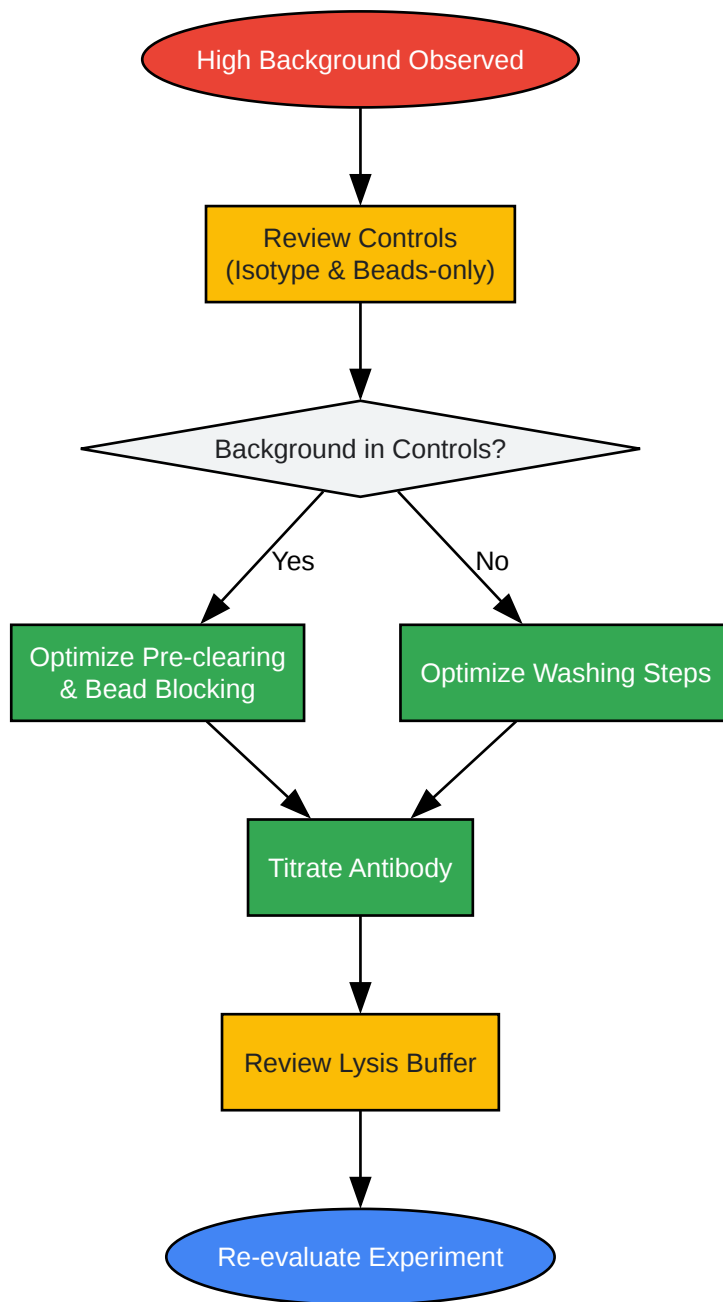 High Background Observed
Review Controls
(Isotype & Beads-only)
Background in Controls?
Yes
No
Optimize Pre-clearing
& Bead Blocking
Optimize Washing Steps
Titrate Antibody
Review Lysis Buffer
Re-evaluate Experiment